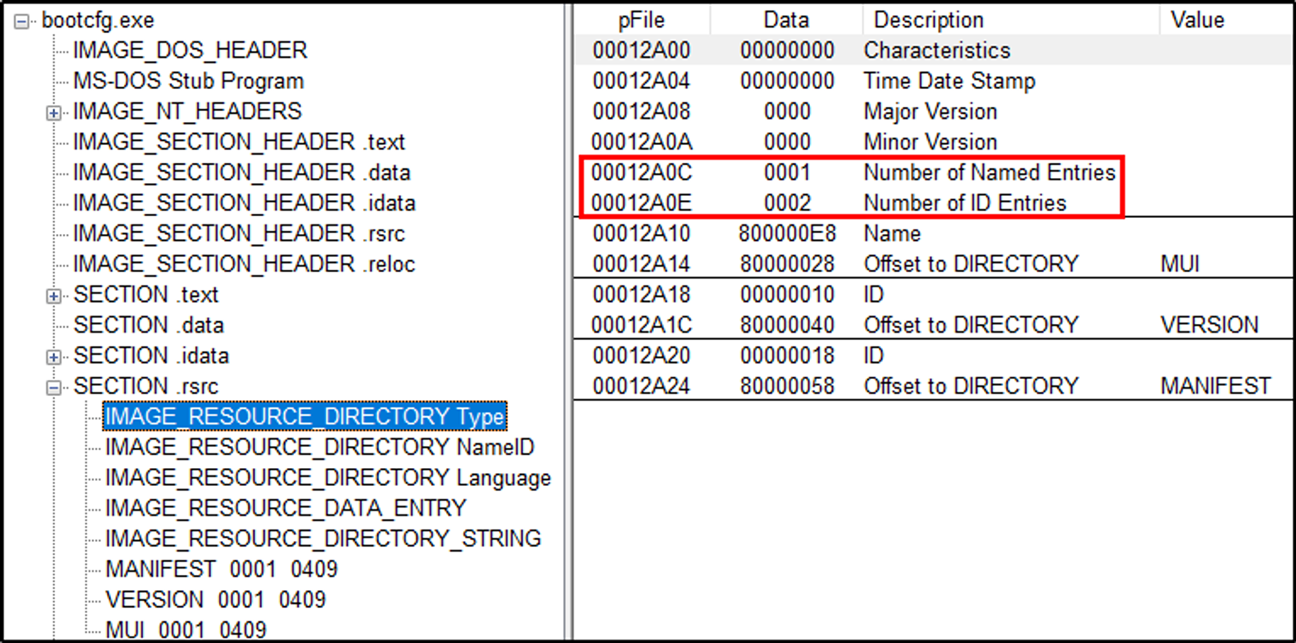 bootcfg.exe
IMAGE_DOS_HEADER
MS-DOS Stub Program
IMAGE_NT_HEADERS
IMAGE_SECTION_HEADER .text
IMAGE_SECTION_HEADER .data
IMAGE_SECTION_HEADER .idata
IMAGE_SECTION_HEADER .rsrc
IMAGE_SECTION_HEADER .reloc
SECTION .text
SECTION .data
SECTION .idata
SECTION .rsrc
IMAGE_RESOURCE_DIRECTORY Type
IMAGE_RESOURCE_DIRECTORY NameID
IMAGE_RESOURCE_DIRECTORY Language
IMAGE_RESOURCE_DATA_ENTRY
IMAGE_RESOURCE_DIRECTORY_STRING
MANIFEST 0001 0409
VERSION 0001 0409
MUI 0001 0409
pFile Data Description Value
00012A00 00000000 Characteristics
00012A04 00000000 Time Date Stamp
00012A08 0000 Major Version
00012A0A 0000 Minor Version
00012A0C 0001 Number of Named Entries
00012A0E 0002 Number of ID Entries
00012A10 800000E8 Name
00012A14 80000028 Offset to DIRECTORY MUI
00012A18 00000010 ID
00012A1C 80000040 Offset to DIRECTORY VERSION
00012A20 00000018 ID
00012A24 80000058 Offset to DIRECTORY MANIFEST